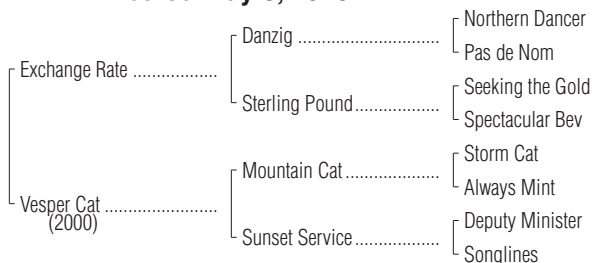 Northern Dancer
Danzig ..................................
Pas de Nom
Exchange Rate ....................
Seeking the Gold
Sterling Pound ....................
Spectacular Bev
Storm Cat
Mountain Cat ......................
Always Mint
Vesper Cat ..........................
(2000)
Deputy Minister
Sunset Service ....................
Songlines